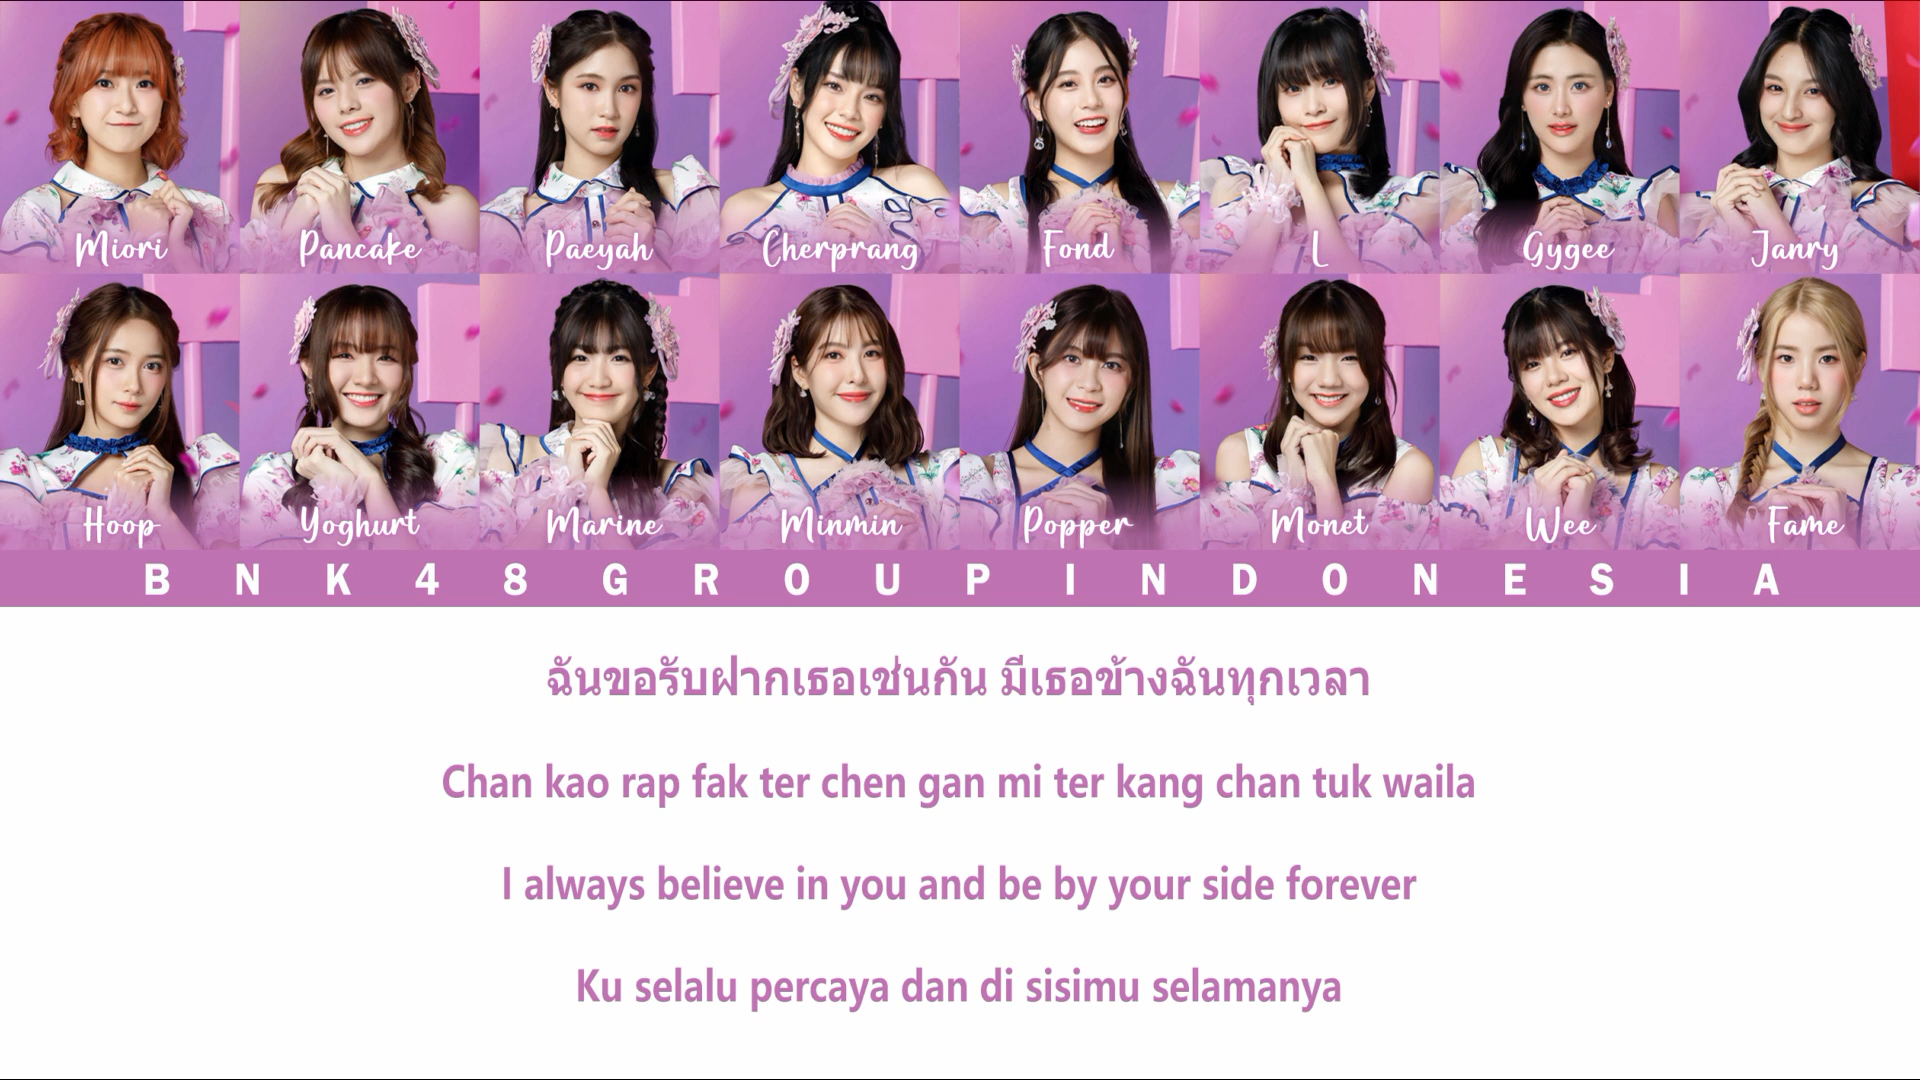 Miori Pancake Paeyah Cherprang Fond L Gygee Janry
Hoop Yoghurt Marine Minmin Popper Monet Wee Fame
BNK48GROUPINDONESIA
ฉันขอรับฝากเธอเช่นกัน มีเธอข้างฉันทุกเวลา
Chan kao rap fak ter chen gan mi ter kang chan tuk waila
I always believe in you and be by your side forever
Ku selalu percaya dan di sisimu selamanya